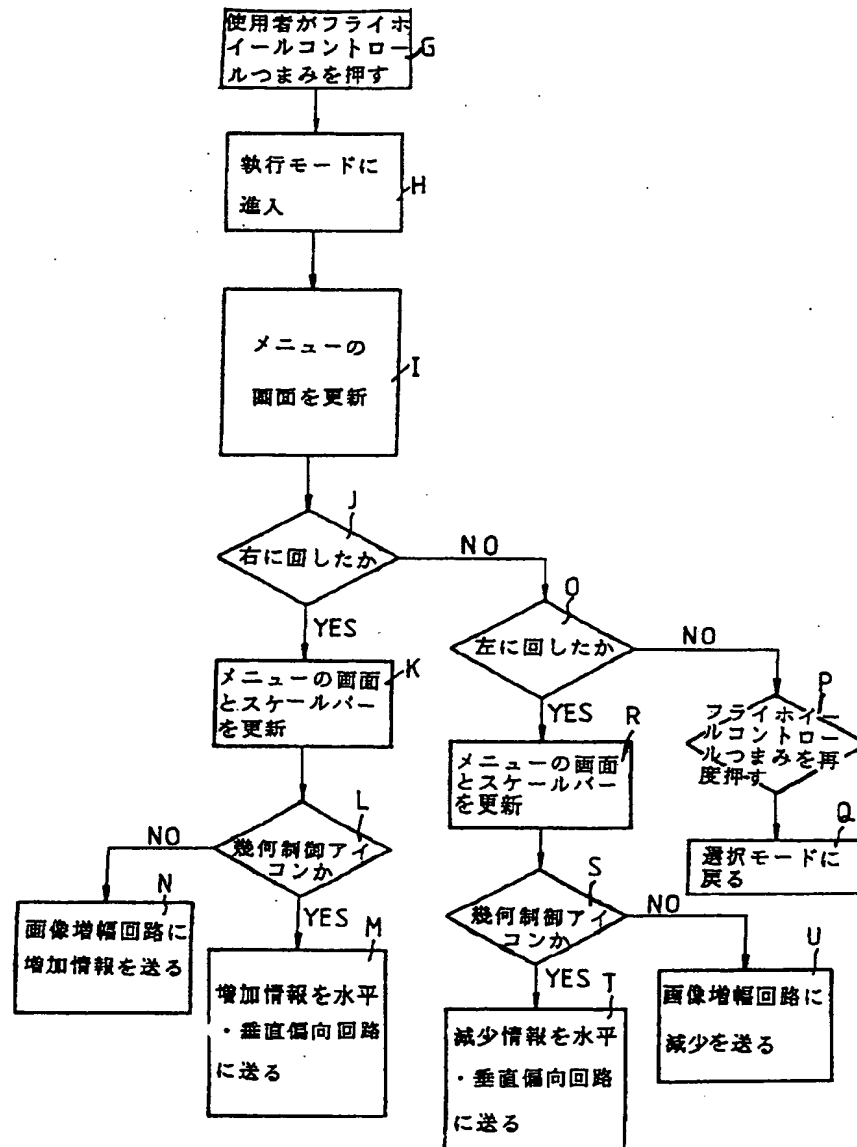 使用者がフライホ
イールコントロー
ルつまみを押す
G
執行モードに
進入
H
メニューの
画面を更新
I
J
右に回したか
NO
YES
O
左に回したか
NO
YES
K
メニューの画面
とスケールバー
を更新
R
メニューの画面
とスケールバー
を更新
P
フライホイー
ルコントロー
ルつまみを再
度押す
Q
選択モードに
戻る
L
幾何制御アイ
コンか
NO
YES
N
画像増幅回路に
増加情報を送る
M
増加情報を水平
・垂直偏向回路
に送る
S
幾何制御アイ
コンか
NO
YES
T
減少情報を水平
・垂直偏向回路
に送る
U
画像増幅回路に
減少を送る